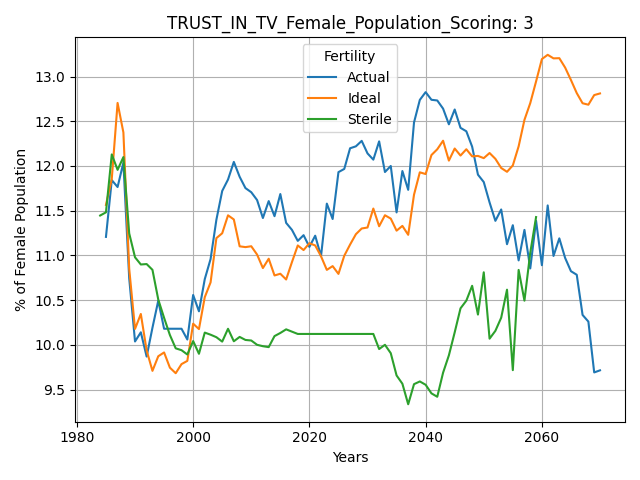 TRUST_IN_TV_Female_Population_Scoring: 3
Fertility
Actual
Ideal
Sterile
% of Female Population
13.0
12.5
12.0
11.5
11.0
10.5
10.0
9.5
1980
2000
2020
2040
2060
Years